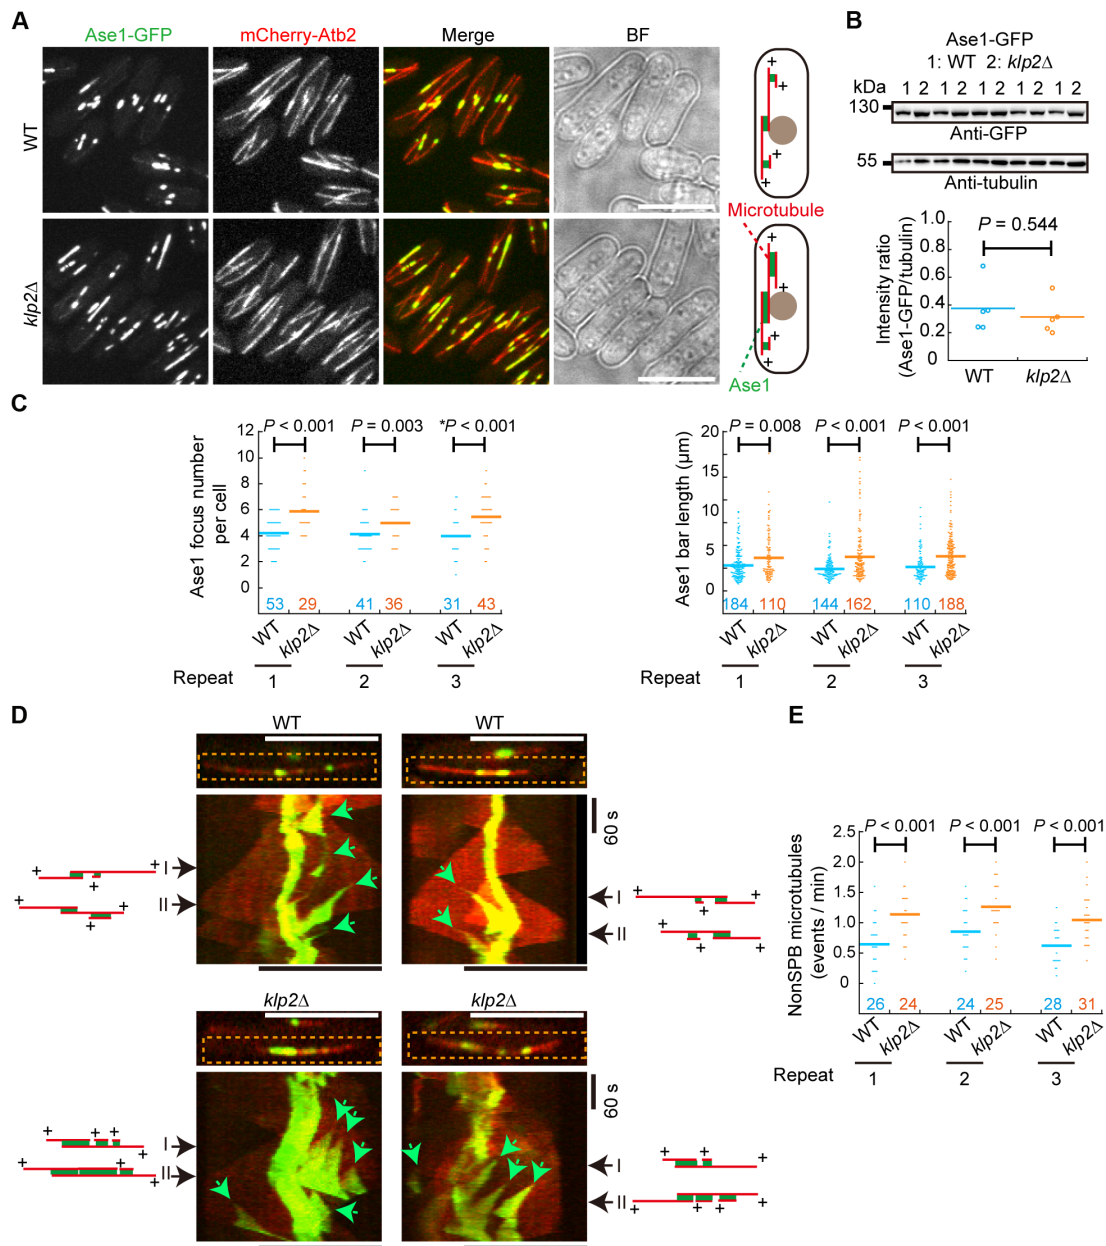 A
Ase1-GFP mCherry-Atb2 Merge BF
WT
klp2Δ
+
+
+
+
Microtubule
+
+
+
+
Ase1
B
Ase1-GFP
1: WT 2: klp2Δ
kDa 1 2 1 2 1 2 1 2 1 2
130
Anti-GFP
55
Anti-tubulin
Intensity ratio
(Ase1-GFP/tubulin)
1.0
0.8
0.6
0.4
0.2
0
P = 0.544
WT klp2Δ
C
Ase1 focus number
per cell
12
10
8
6
4
2
0
P < 0.001 P = 0.003 *P < 0.001
53 29 41 36 31 43
WT klp2Δ WT klp2Δ WT klp2Δ
Repeat 1 2 3
Ase1 bar length (μm)
20
15
10
5
0
P = 0.008 P < 0.001 P < 0.001
184 110 144 162 110 188
WT klp2Δ WT klp2Δ WT klp2Δ
Repeat 1 2 3
D
WT WT
60 s
+ + + I
+ + + II
I + + +
II + + +
klp2Δ klp2Δ
60 s
+ + + + I
+ + + II
I + + +
II + + + +
E
NonSPB microtubules
(events / min)
2.5
2.0
1.5
1.0
0.5
0
P < 0.001 P < 0.001 P < 0.001
26 24 24 25 28 31
WT klp2Δ WT klp2Δ WT klp2Δ
Repeat 1 2 3